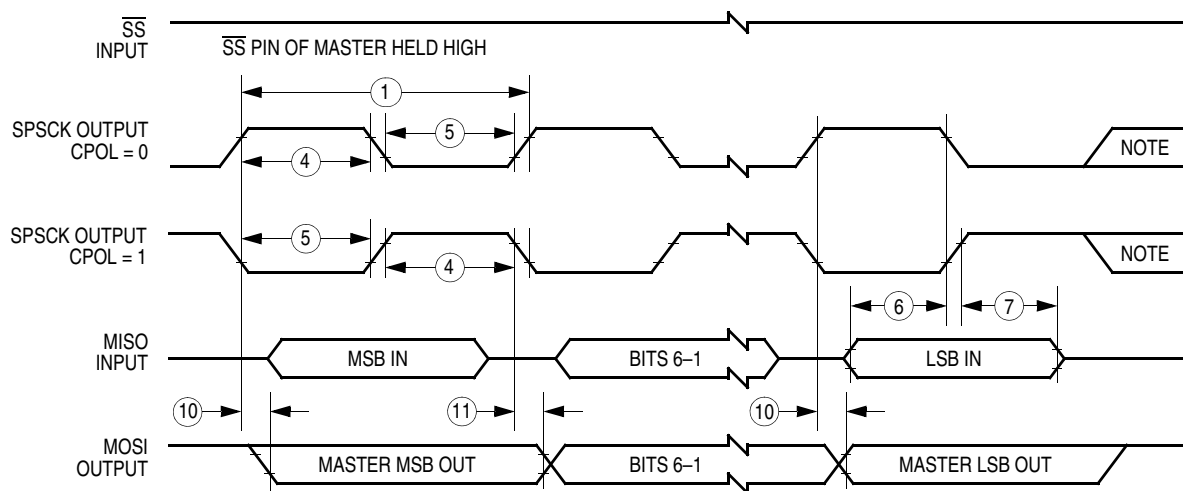 SS
INPUT
SS PIN OF MASTER HELD HIGH
1
SPSCK OUTPUT
CPOL = 0
5
4
NOTE
SPSCK OUTPUT
CPOL = 1
5
4
NOTE
6
7
MISO
INPUT
MSB IN
BITS 6–1
LSB IN
10
11
10
MOSI
OUTPUT
MASTER MSB OUT
BITS 6–1
MASTER LSB OUT